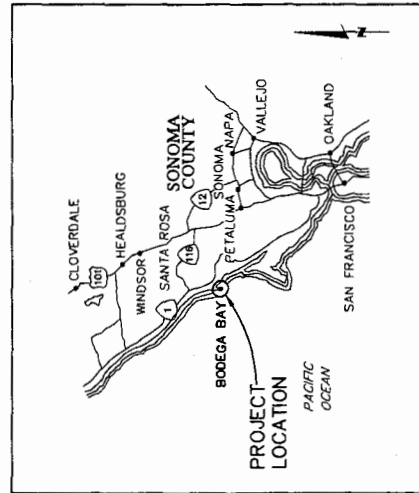 CLOVERDALE
101
HEALDSBURG
WINDSOR
SANTA ROSA
SONOMA
COUNTY
1
116
12
SONOMA
NAPA
PETALUMA
VALLEJO
BODEGA BAY
OAKLAND
SAN FRANCISCO
PROJECT
LOCATION
PACIFIC
OCEAN
N